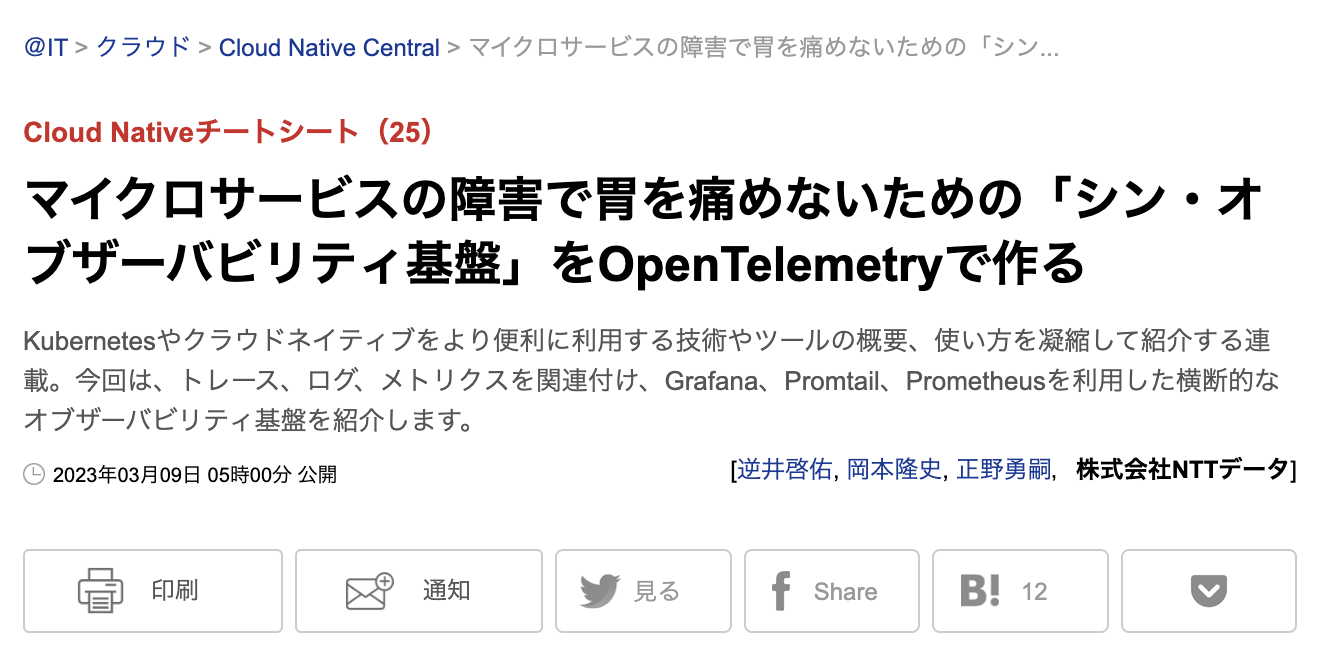 @IT > クラウド > Cloud Native Central > マイクロサービスの障害で胃を痛めないための「シン...
Cloud Nativeチートシート（25）
マイクロサービスの障害で胃を痛めないための「シン・オ
ブザーバビリティ基盤」をOpenTelemetryで作る
Kubernetesやクラウドネイティブをより便利に利用する技術やツールの概要、使い方を凝縮して紹介する連
載。今回は、トレース、ログ、メトリクスを関連付け、Grafana、Promtail、Prometheusを利用した横断的な
オブザーバビリティ基盤を紹介します。
2023年03月09日 05時00分 公開
[逆井啓佑, 岡本隆史, 正野勇嗣, 株式会社NTTデータ]
印刷 通知 見る Share B! 12